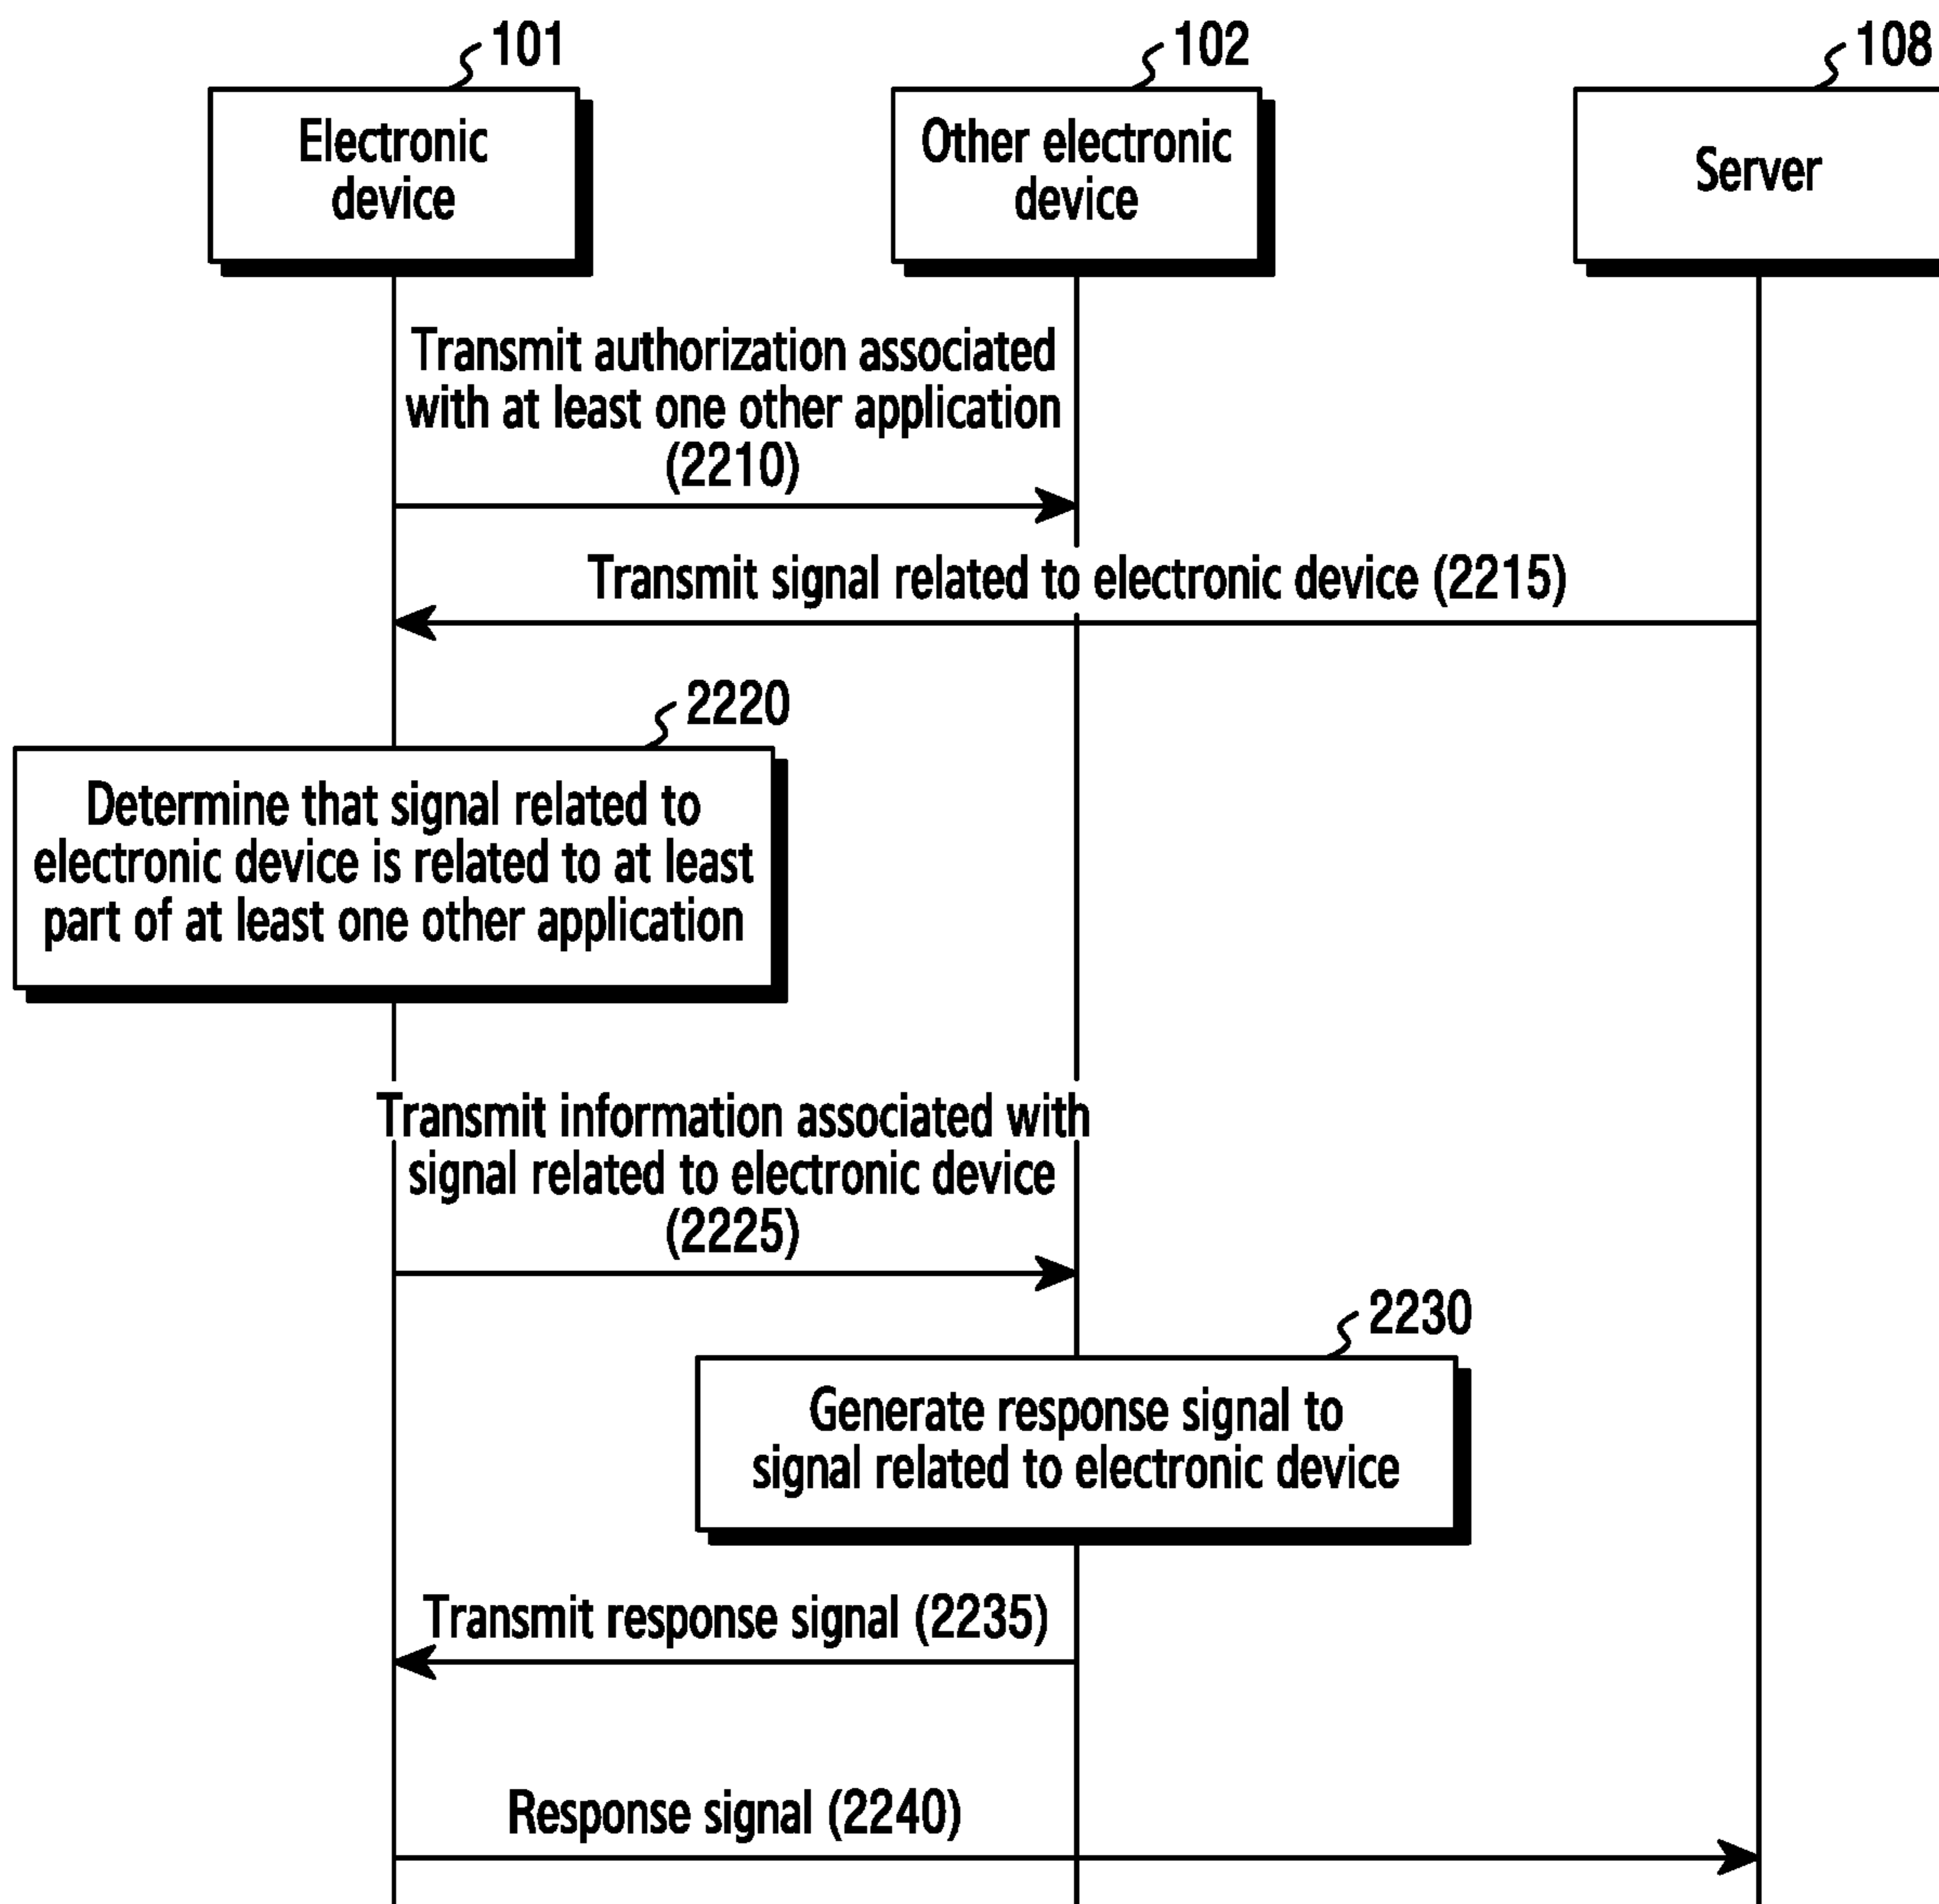 101
102
108
Electronic
device
Other electronic
device
Server
Transmit authorization associated
with at least one other application
(2210)
Transmit signal related to electronic device (2215)
2220
Determine that signal related to
electronic device is related to at least
part of at least one other application
Transmit information associated with
signal related to electronic device
(2225)
2230
Generate response signal to
signal related to electronic device
Transmit response signal (2235)
Response signal (2240)